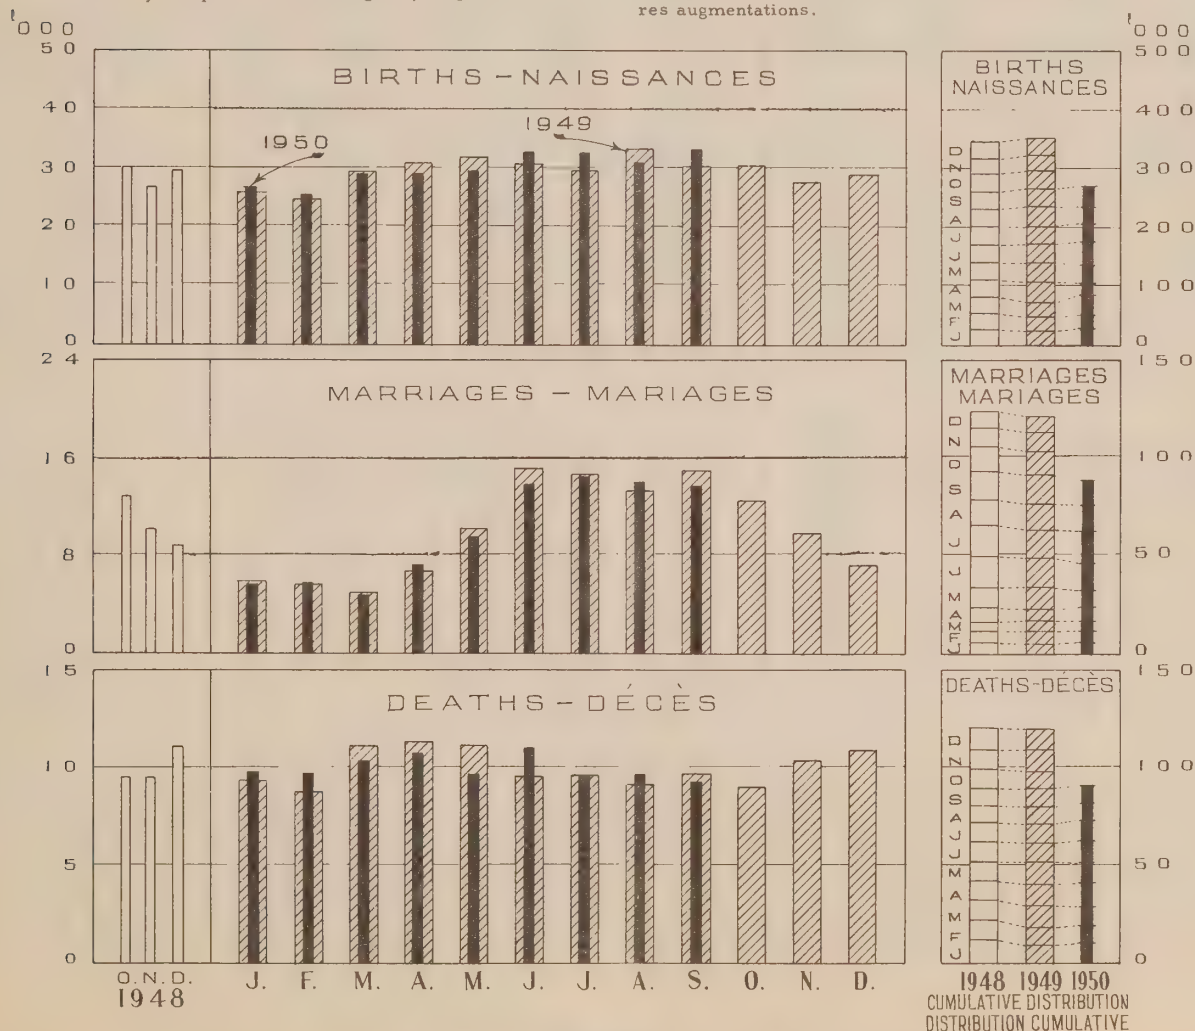 res augmentations.
'000
50
40
30
20
10
0
BIRTHS - NAISSANCES
1950
1949
24
16
8
0
MARRIAGES - MARIAGES
15
10
5
0
DEATHS - DÉCÈS
O. N. D.
1948
J. F. M. A. M. J. J. A. S. O. N. D.
'000
500
400
300
200
100
0
BIRTHS
NAISSANCES
D
N
O
S
A
J
J
M
A
M
F
J
150
100
50
0
MARRIAGES
MARIAGES
D
N
O
S
A
J
J
M
A
M
F
J
150
100
50
0
DEATHS-DÉCÈS
D
N
O
S
A
J
J
M
A
M
F
J
1948 1949 1950
CUMULATIVE DISTRIBUTION
DISTRIBUTION CUMULATIVE